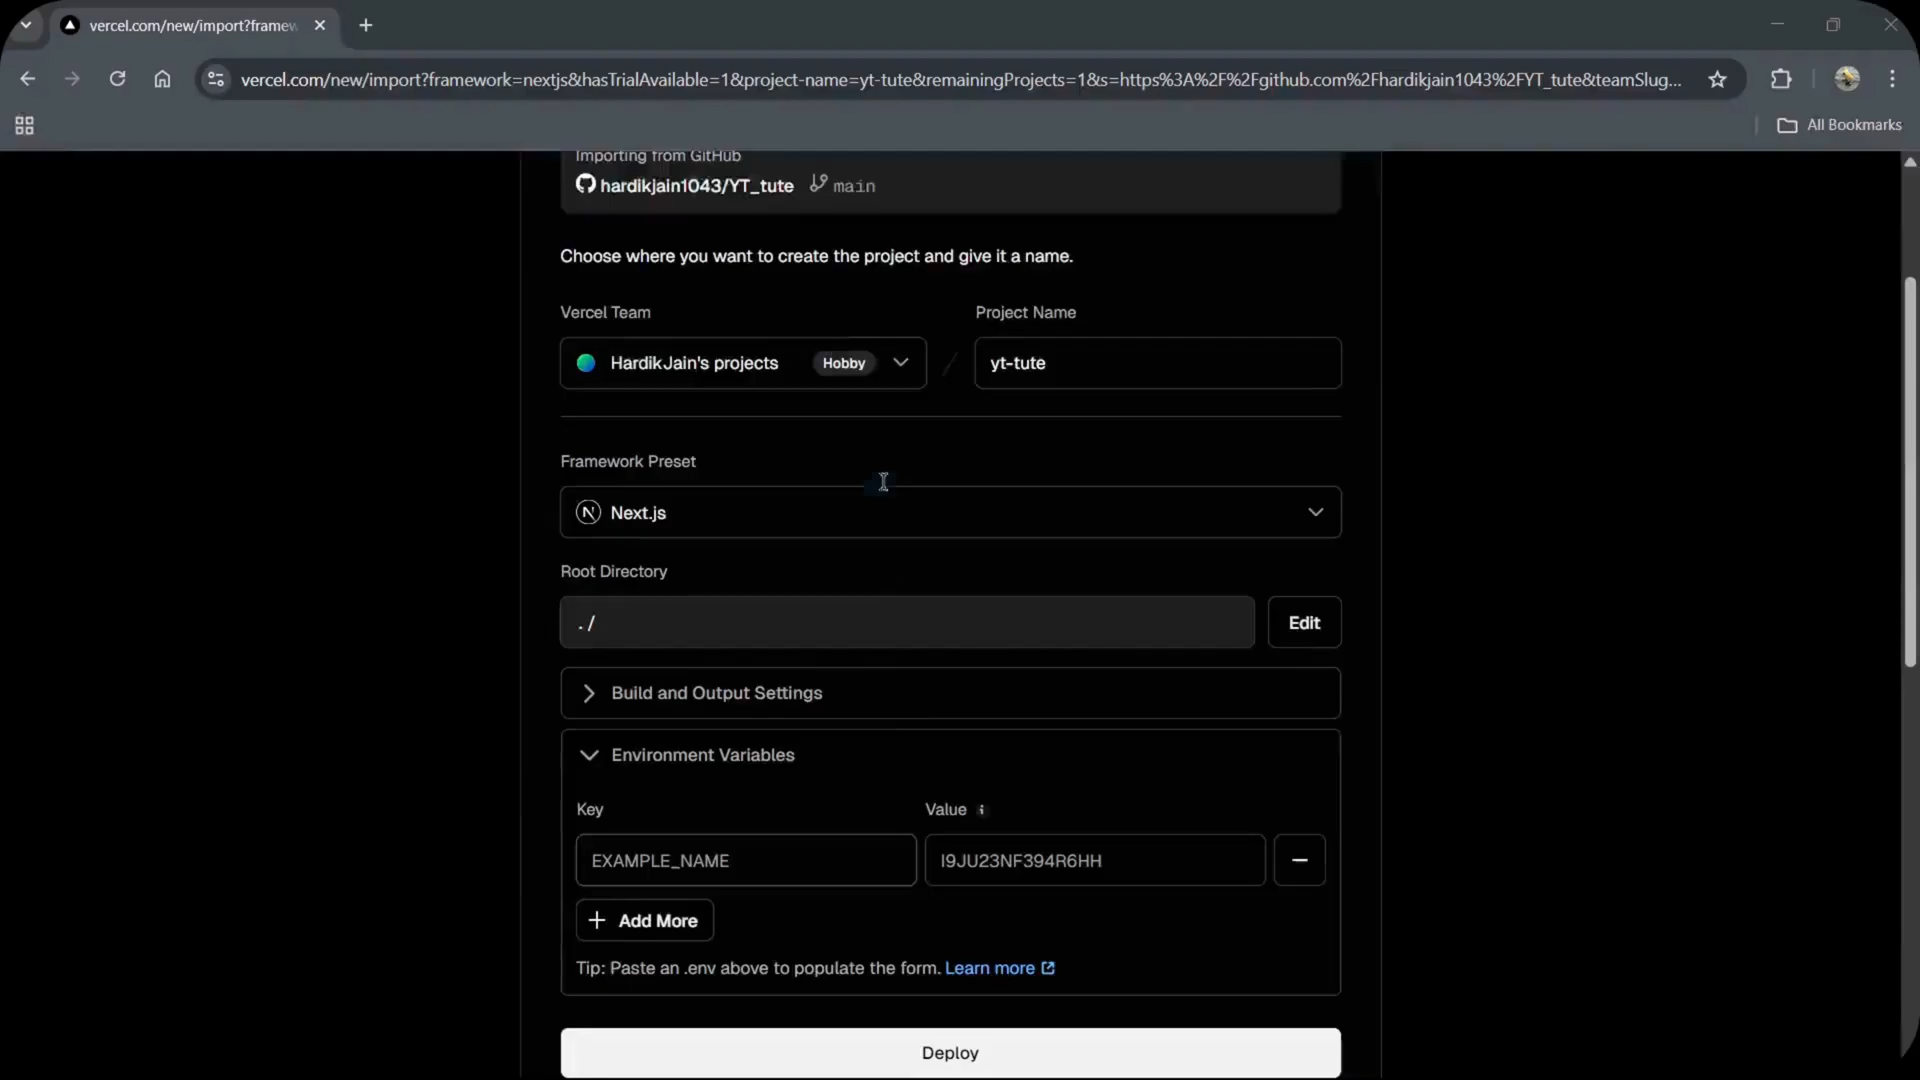 vercel.com/new/import?framew
vercel.com/new/import?framework=nextjs&hasTrialAvailable=1&project-name=yt-tute&remainingProjects=1&s=https%3A%2F%2Fgithub.com%2Fhardikjain1043%2FYT_tute&teamSlug...
All Bookmarks
Importing from GitHub
hardikjain1043/YT_tute main
Choose where you want to create the project and give it a name.
Vercel Team Project Name
HardikJain's projects Hobby / yt-tute
Framework Preset
N Next.js
Root Directory
./ Edit
Build and Output Settings
Environment Variables
Key Value i
EXAMPLE_NAME I9JU23NF394R6HH
+ Add More
Tip: Paste an .env above to populate the form. Learn more
Deploy